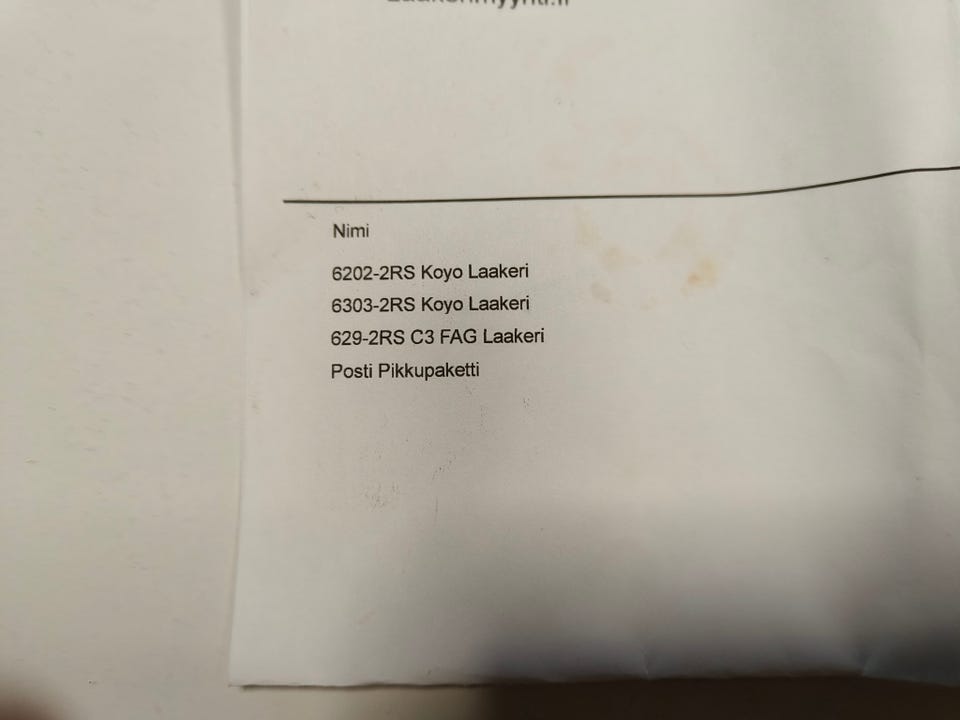 Nimi
6202-2RS Koyo Laakeri
6303-2RS Koyo Laakeri
629-2RS C3 FAG Laakeri
Posti Pikkupaketti